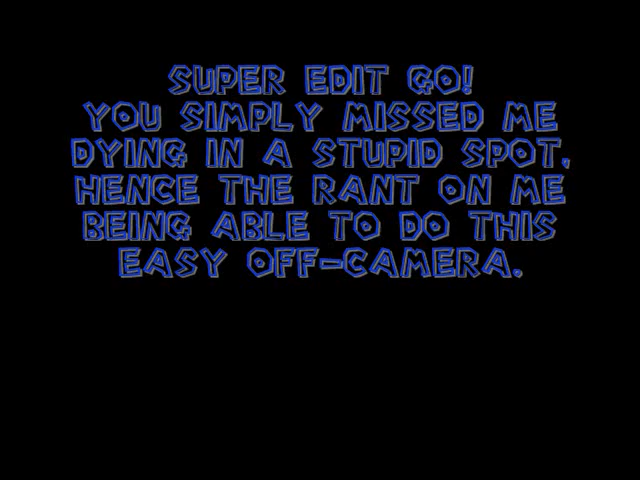 SUPER EDIT GO!
YOU SIMPLY MISSED ME
DYING IN A STUPID SPOT,
HENCE THE RANT ON ME
BEING ABLE TO DO THIS
EASY OFF-CAMERA.